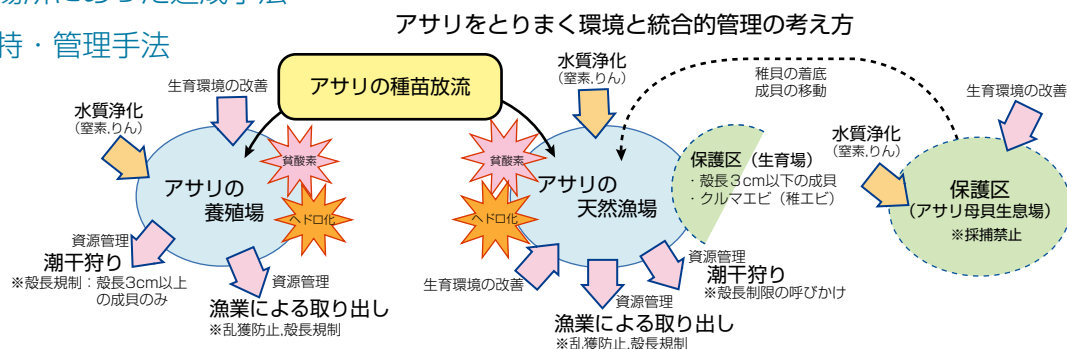 場所にあった造成手法
持・管理手法
アサリをとりまく環境と統合的管理の考え方
アサリの種苗放流
生育環境の改善
水質浄化
(窒素,りん)
貧酸素
ヘドロ化
アサリの
養殖場
資源管理
潮干狩り
※殻長規制：殻長3cm以上
の成貝のみ
資源管理
漁業による取り出し
※乱獲防止,殻長規制
水質浄化
(窒素,りん)
貧酸素
ヘドロ化
アサリの
天然漁場
生育環境の改善
資源管理
漁業による取り出し
※乱獲防止,殻長規制
資源管理
潮干狩り
※殻長制限の呼びかけ
保護区（生育場）
・殻長３cm以下の成貝
・クルマエビ（稚エビ）
稚貝の着底
成貝の移動
生育環境の改善
水質浄化
(窒素,りん)
保護区
(アサリ母貝生息場)
※採捕禁止